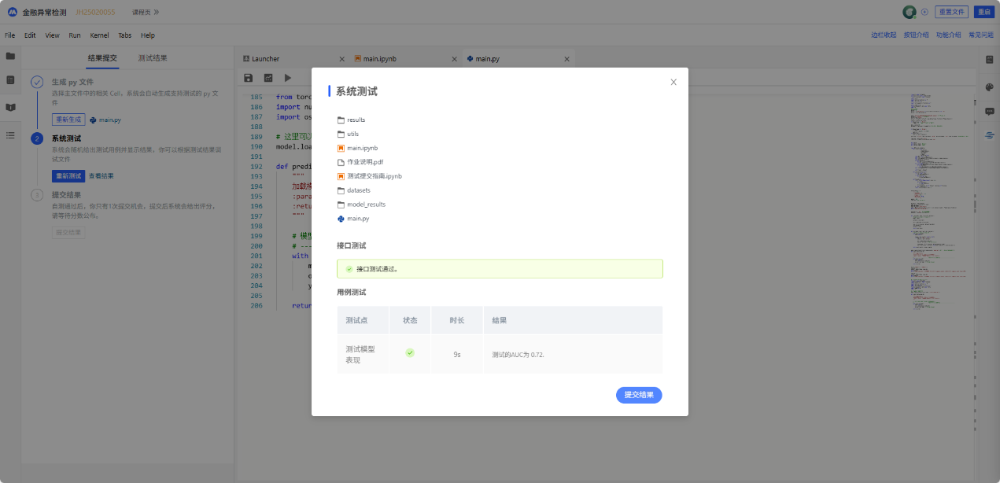 金融异常检测
JH25020055
课程页
重置文件
重启
File Edit View Run Kernel Tabs Help
边栏收起 按钮介绍 功能介绍 常见问题
结果提交 测试结果
Launcher
main.ipynb
main.py
生成 py 文件
选择主文件中的相关 Cell，系统会自动生成支持测试的 py 文
件
重新生成 main.py
2 系统测试
系统会随机给出测试用例并显示结果，你可以根据测试结果调
试文件
重新测试 查看结果
3 提交结果
自测通过后，你只有1次提交机会，提交后系统会给出评分，
请等待分数公布。
提交结果
185 from torc
186 import nu
187 import os
188
189 # 这里可以
190 model.loa
191
192 def predi
193 """
194 加载模
195 :para
196 :retu
197 """
198
199 # 模型
200 # ---
201 with
202 m
203 o
204 y
205
206 retur
系统测试
results
utils
main.ipynb
作业说明.pdf
测试提交指南.ipynb
datasets
model_results
main.py
接口测试
接口测试通过。
用例测试
测试点 状态 时长 结果
测试模型
表现
9s
测试的AUC为 0.72.
提交结果